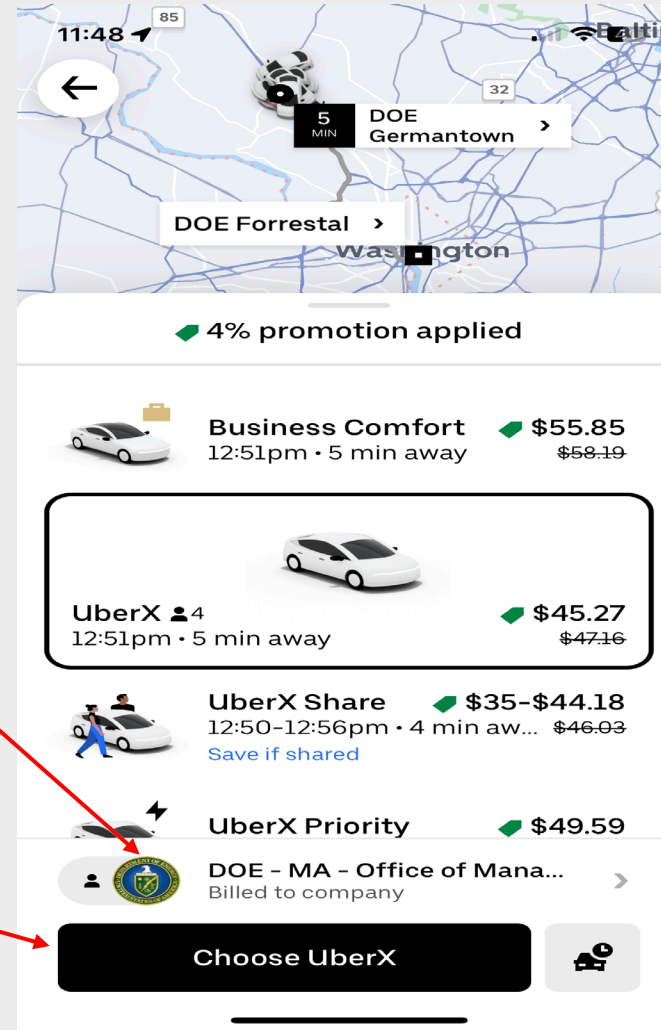 85
11:48
Balti
32
5
MIN
DOE
Germantown
DOE Forrestal
Washington
4% promotion applied
Business Comfort $55.85
12:51pm • 5 min away $58.19
UberX 4 $45.27
12:51pm • 5 min away $47.16
UberX Share $35-$44.18
12:50-12:56pm • 4 min aw... $46.03
Save if shared
UberX Priority $49.59
DOE - MA - Office of Mana...
Billed to company
Choose UberX